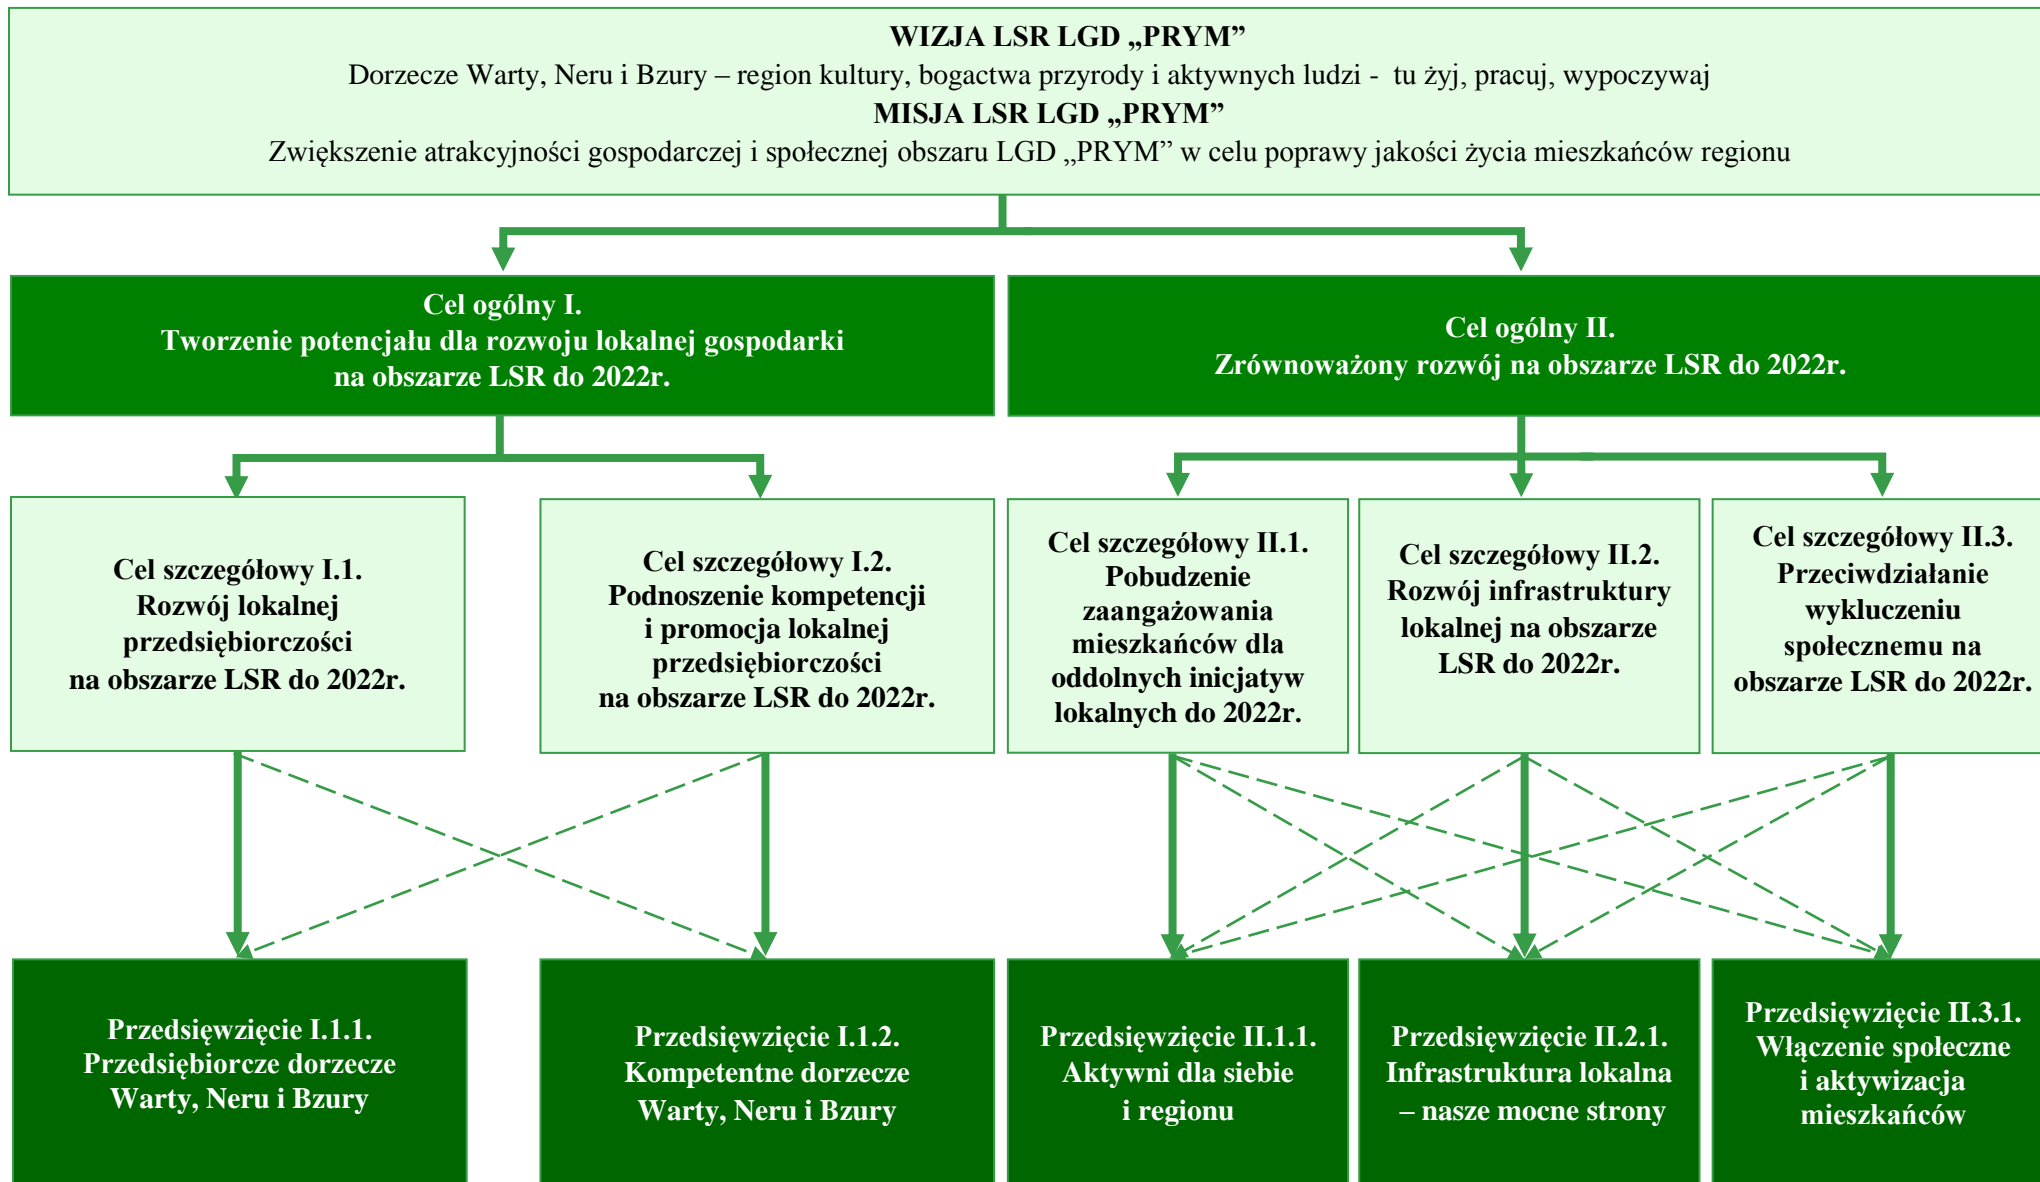 WIZJA LSR LGD „PRYM”
Dorzecze Warty, Neru i Bzury – region kultury, bogactwa przyrody i aktywnych ludzi - tu żyj, pracuj, wypoczywaj
MISJA LSR LGD „PRYM”
Zwiększenie atrakcyjności gospodarczej i społecznej obszaru LGD „PRYM” w celu poprawy jakości życia mieszkańców regionu
Cel ogólny I.
Tworzenie potencjału dla rozwoju lokalnej gospodarki
na obszarze LSR do 2022r.
Cel ogólny II.
Zrównoważony rozwój na obszarze LSR do 2022r.
Cel szczegółowy I.1.
Rozwój lokalnej
przedsiębiorczości
na obszarze LSR do 2022r.
Cel szczegółowy I.2.
Podnoszenie kompetencji
i promocja lokalnej
przedsiębiorczości
na obszarze LSR do 2022r.
Cel szczegółowy II.1.
Pobudzenie
zaangażowania
mieszkańców dla
oddolnych inicjatyw
lokalnych do 2022r.
Cel szczegółowy II.2.
Rozwój infrastruktury
lokalnej na obszarze
LSR do 2022r.
Cel szczegółowy II.3.
Przeciwdziałanie
wykluczeniu
społecznemu na
obszarze LSR do 2022r.
Przedsięwzięcie I.1.1.
Przedsiębiorcze dorzecze
Warty, Neru i Bzury
Przedsięwzięcie I.1.2.
Kompetentne dorzecze
Warty, Neru i Bzury
Przedsięwzięcie II.1.1.
Aktywni dla siebie
i regionu
Przedsięwzięcie II.2.1.
Infrastruktura lokalna
– nasze mocne strony
Przedsięwzięcie II.3.1.
Włączenie społeczne
i aktywizacja
mieszkańców